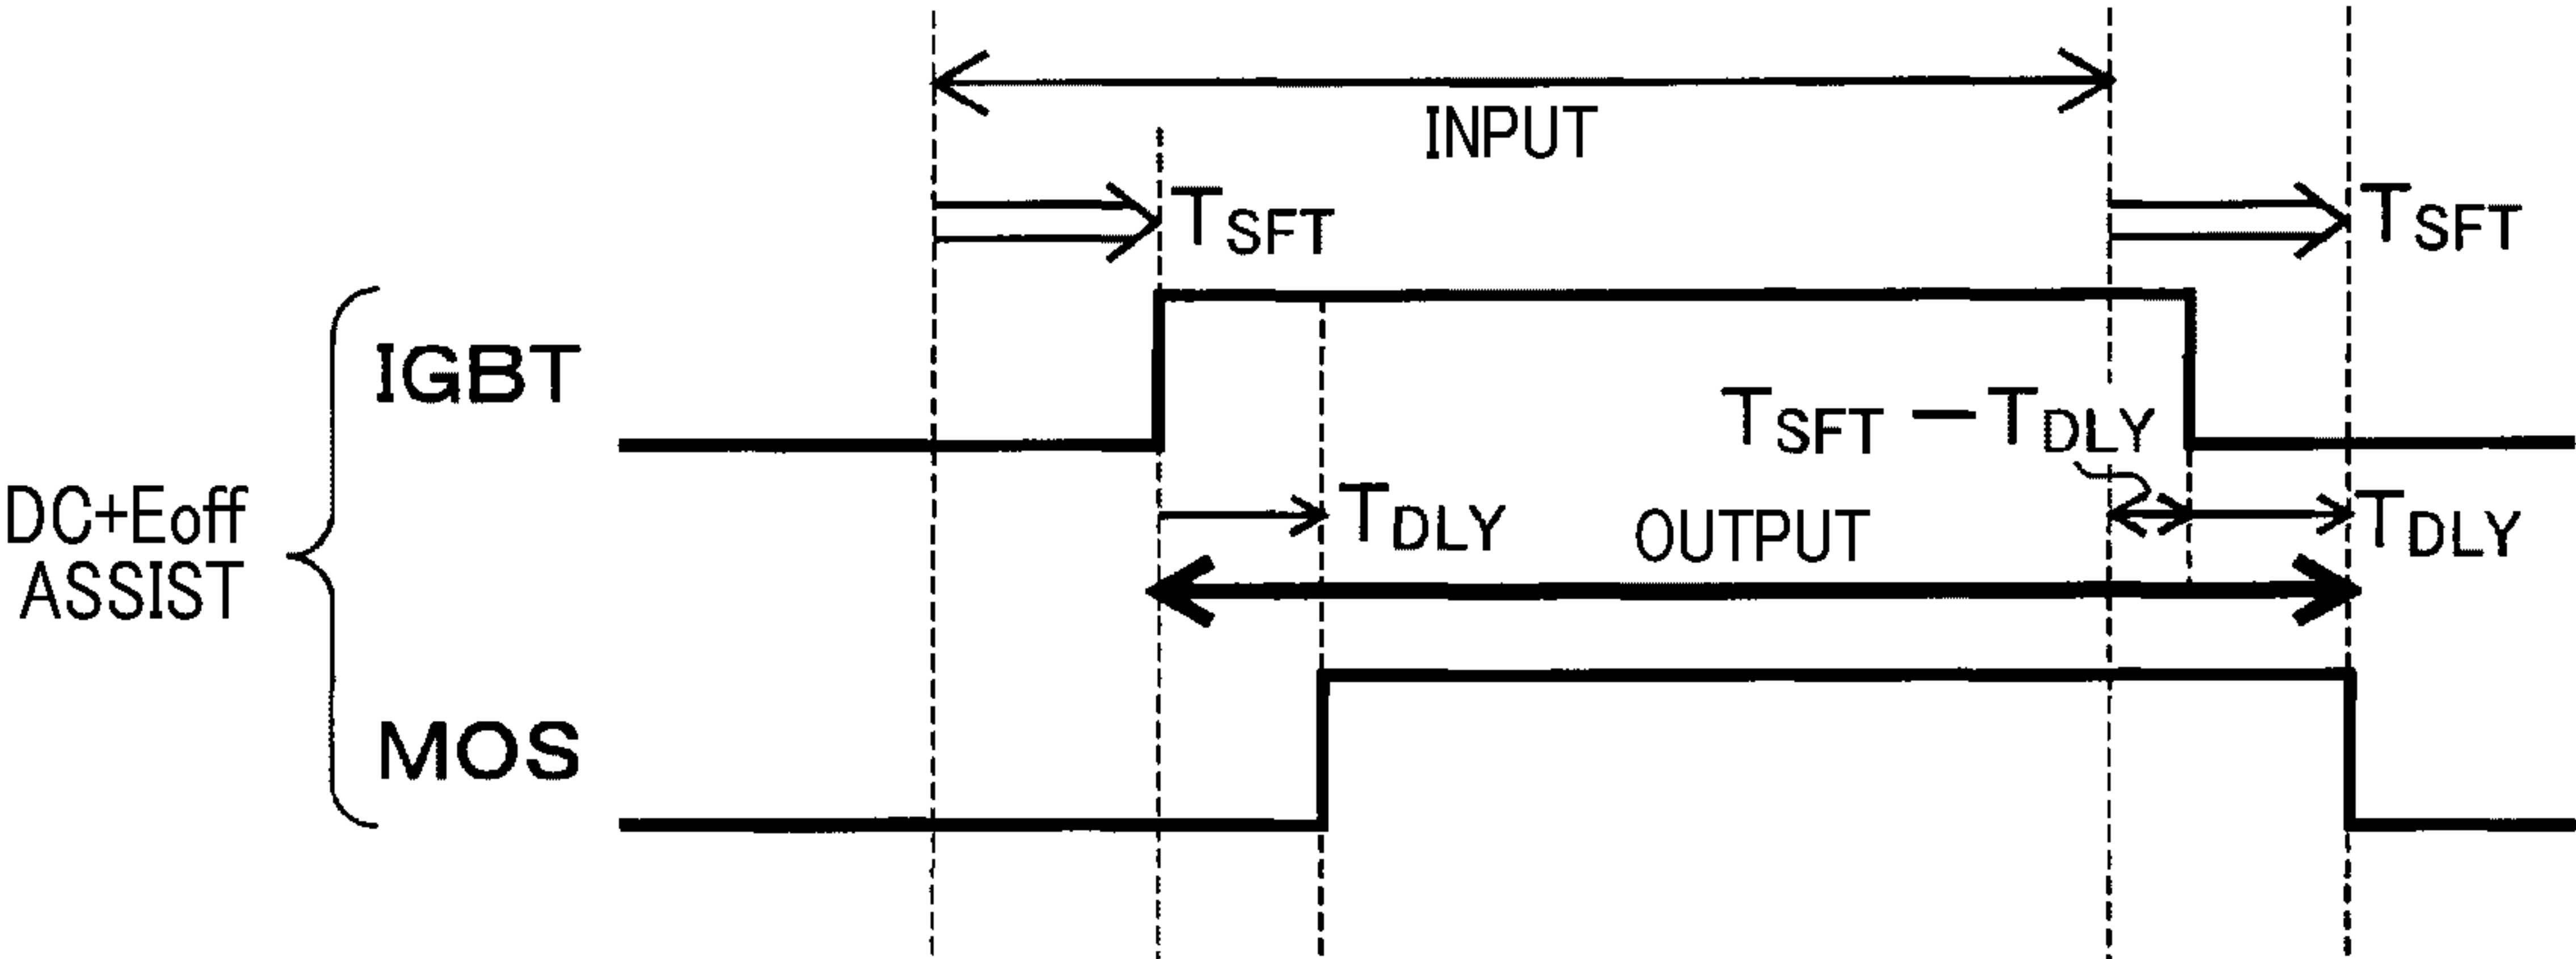 INPUT
TSFT
TSFT
IGBT
TSFT - TDLY
DC+Eoff
ASSIST
TDLY
OUTPUT
TDLY
MOS